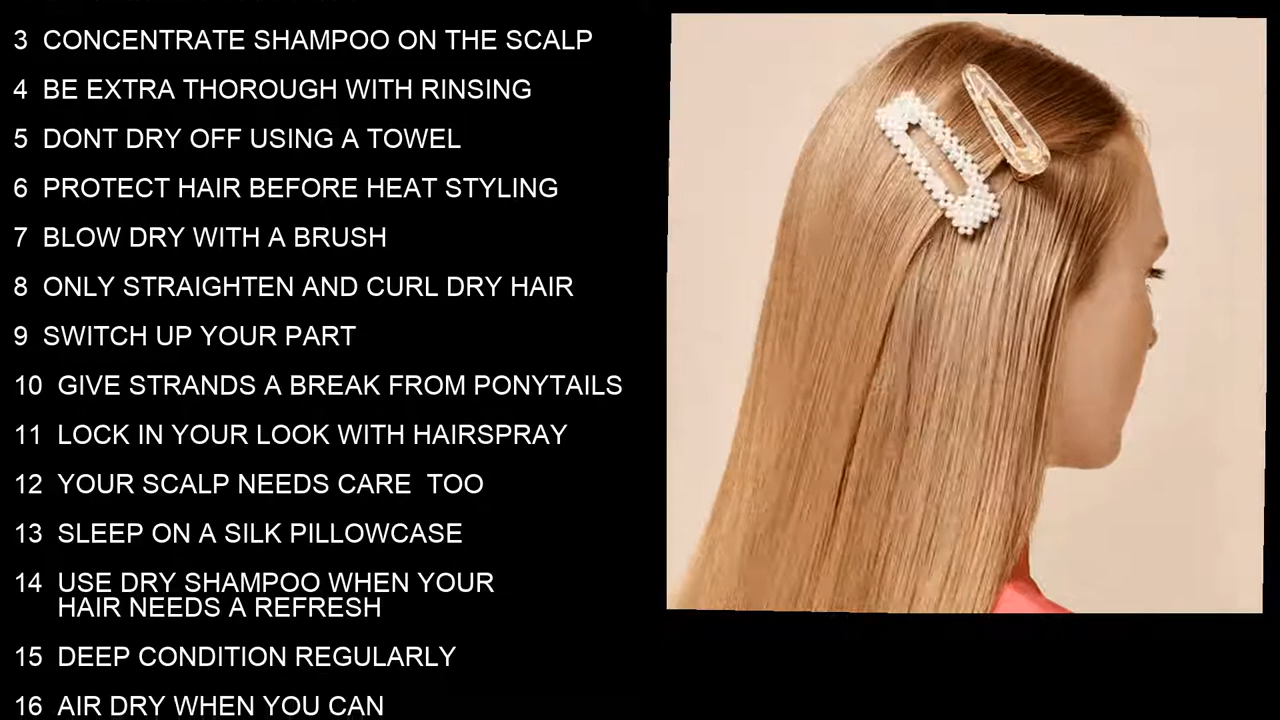 3 CONCENTRATE SHAMPOO ON THE SCALP
4 BE EXTRA THOROUGH WITH RINSING
5 DONT DRY OFF USING A TOWEL
6 PROTECT HAIR BEFORE HEAT STYLING
7 BLOW DRY WITH A BRUSH
8 ONLY STRAIGHTEN AND CURL DRY HAIR
9 SWITCH UP YOUR PART
10 GIVE STRANDS A BREAK FROM PONYTAILS
11 LOCK IN YOUR LOOK WITH HAIRSPRAY
12 YOUR SCALP NEEDS CARE  TOO
13 SLEEP ON A SILK PILLOWCASE
14 USE DRY SHAMPOO WHEN YOUR
HAIR NEEDS A REFRESH
15 DEEP CONDITION REGULARLY
16 AIR DRY WHEN YOU CAN